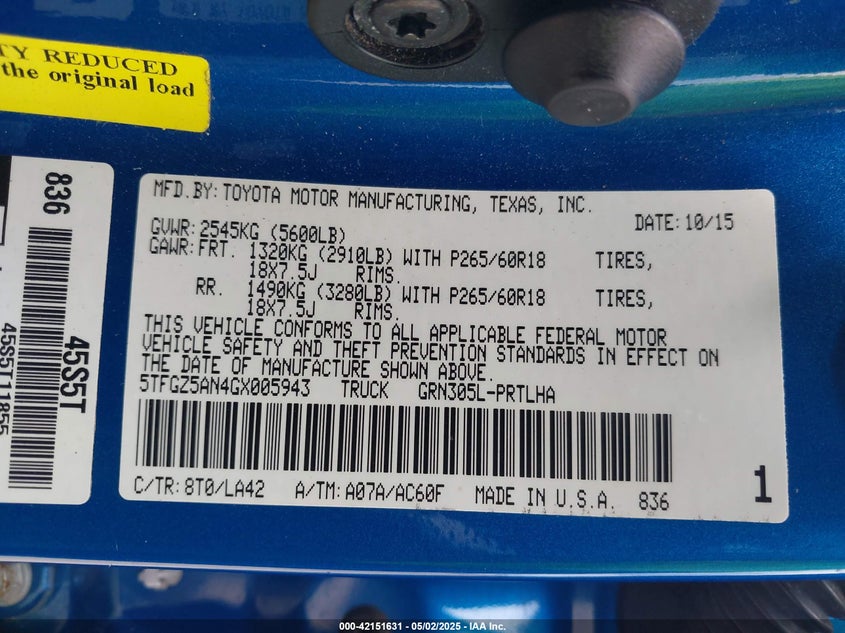 TY REDUCED
the original load
836
45S5T
45S5T11855
MFD.BY: TOYOTA MOTOR MANUFACTURING, TEXAS, INC.
DATE: 10/15
GVWR: 2545KG (5600LB)
GAWR: FRT. 1320KG (2910LB) WITH P265/60R18 TIRES,
18X7.5J RIMS.
RR. 1490KG (3280LB) WITH P265/60R18 TIRES,
18X7.5J RIMS.
THIS VEHICLE CONFORMS TO ALL APPLICABLE FEDERAL MOTOR
VEHICLE SAFETY AND THEFT PREVENTION STANDARDS IN EFFECT ON
THE DATE OF MANUFACTURE SHOWN ABOVE.
5TFGZ5AN4GX005943 TRUCK GRN305L-PRTLHA
C/TR: 8T0/LA42 A/TM: A07A/AC60F MADE IN U.S.A. 836
1
000-42151631 - 05/02/2025 - IAA Inc.